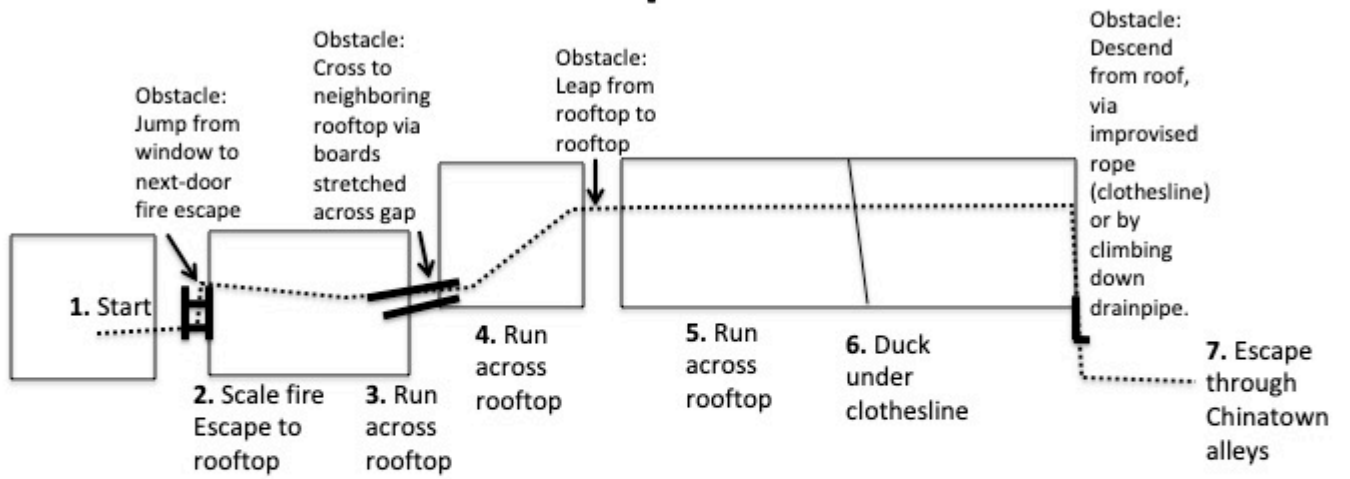 Obstacle:
Jump from
window to
next-door
fire escape
Obstacle:
Cross to
neighboring
rooftop via
boards
stretched
across gap
Obstacle:
Leap from
rooftop to
rooftop
Obstacle:
Descend
from roof,
via
improvised
rope
(clothesline)
or by
climbing
down
drainpipe.
1. Start
2. Scale fire
Escape to
rooftop
3. Run
across
rooftop
4. Run
across
rooftop
5. Run
across
rooftop
6. Duck
under
clothesline
7. Escape
through
Chinatown
alleys